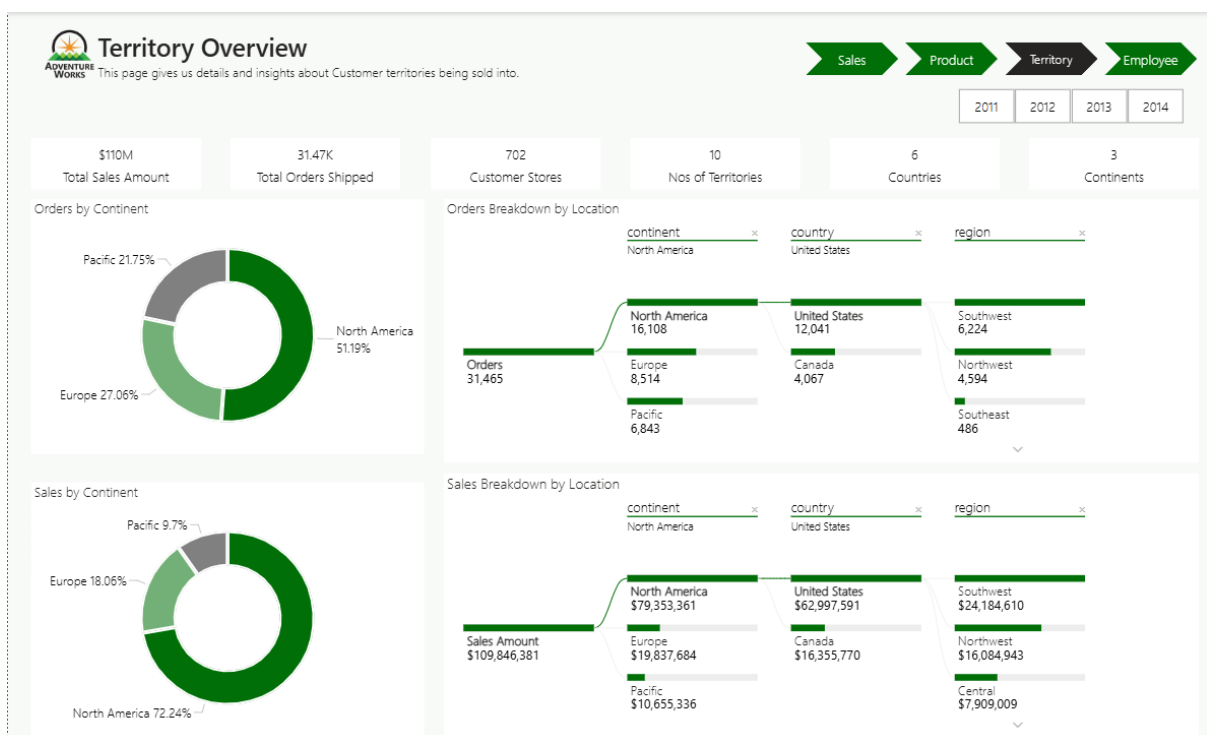 Territory Overview
ADVENTURE
WORKS
This page gives us details and insights about Customer territories being sold into.
Sales
Product
Territory
Employee
2011
2012
2013
2014
$110M
Total Sales Amount
31.47K
Total Orders Shipped
702
Customer Stores
10
Nos of Territories
6
Countries
3
Continents
Orders by Continent
Pacific 21.75%
North America
51.19%
Europe 27.06%
Orders Breakdown by Location
continent
North America
country
United States
region
Orders
31,465
North America
16,108
Europe
8,514
Pacific
6,843
United States
12,041
Canada
4,067
Southwest
6,224
Northwest
4,594
Southeast
486
Sales by Continent
Pacific 9.7%
Europe 18.06%
North America 72.24%
Sales Breakdown by Location
continent
North America
country
United States
region
Sales Amount
$109,846,381
North America
$79,353,361
Europe
$19,837,684
Pacific
$10,655,336
United States
$62,997,591
Canada
$16,355,770
Southwest
$24,184,610
Northwest
$16,084,943
Central
$7,909,009